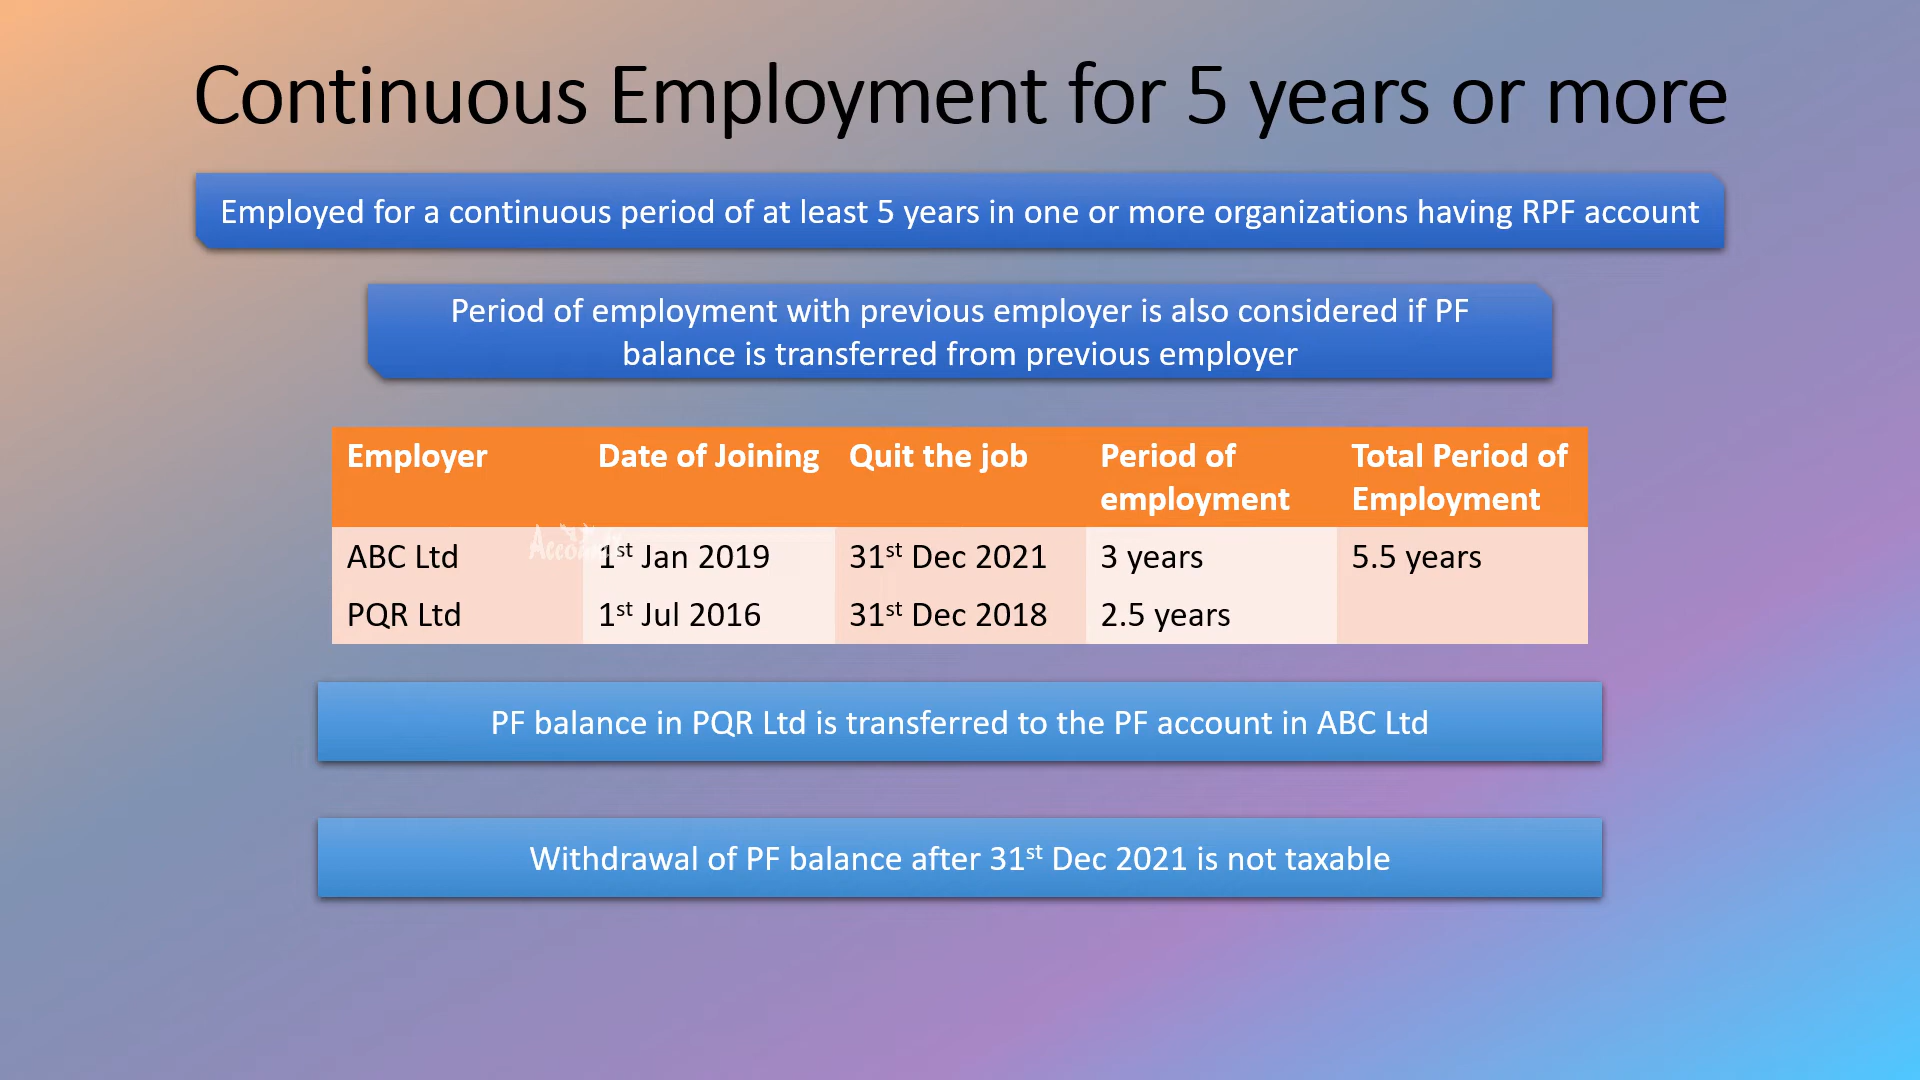 Continuous Employment for 5 years or more
Employed for a continuous period of at least 5 years in one or more organizations having RPF account
Period of employment with previous employer is also considered if PF
balance is transferred from previous employer
Employer Date of Joining Quit the job Period of employment Total Period of Employment
ABC Ltd 1st Jan 2019 31st Dec 2021 3 years 5.5 years
PQR Ltd 1st Jul 2016 31st Dec 2018 2.5 years
PF balance in PQR Ltd is transferred to the PF account in ABC Ltd
Withdrawal of PF balance after 31st Dec 2021 is not taxable